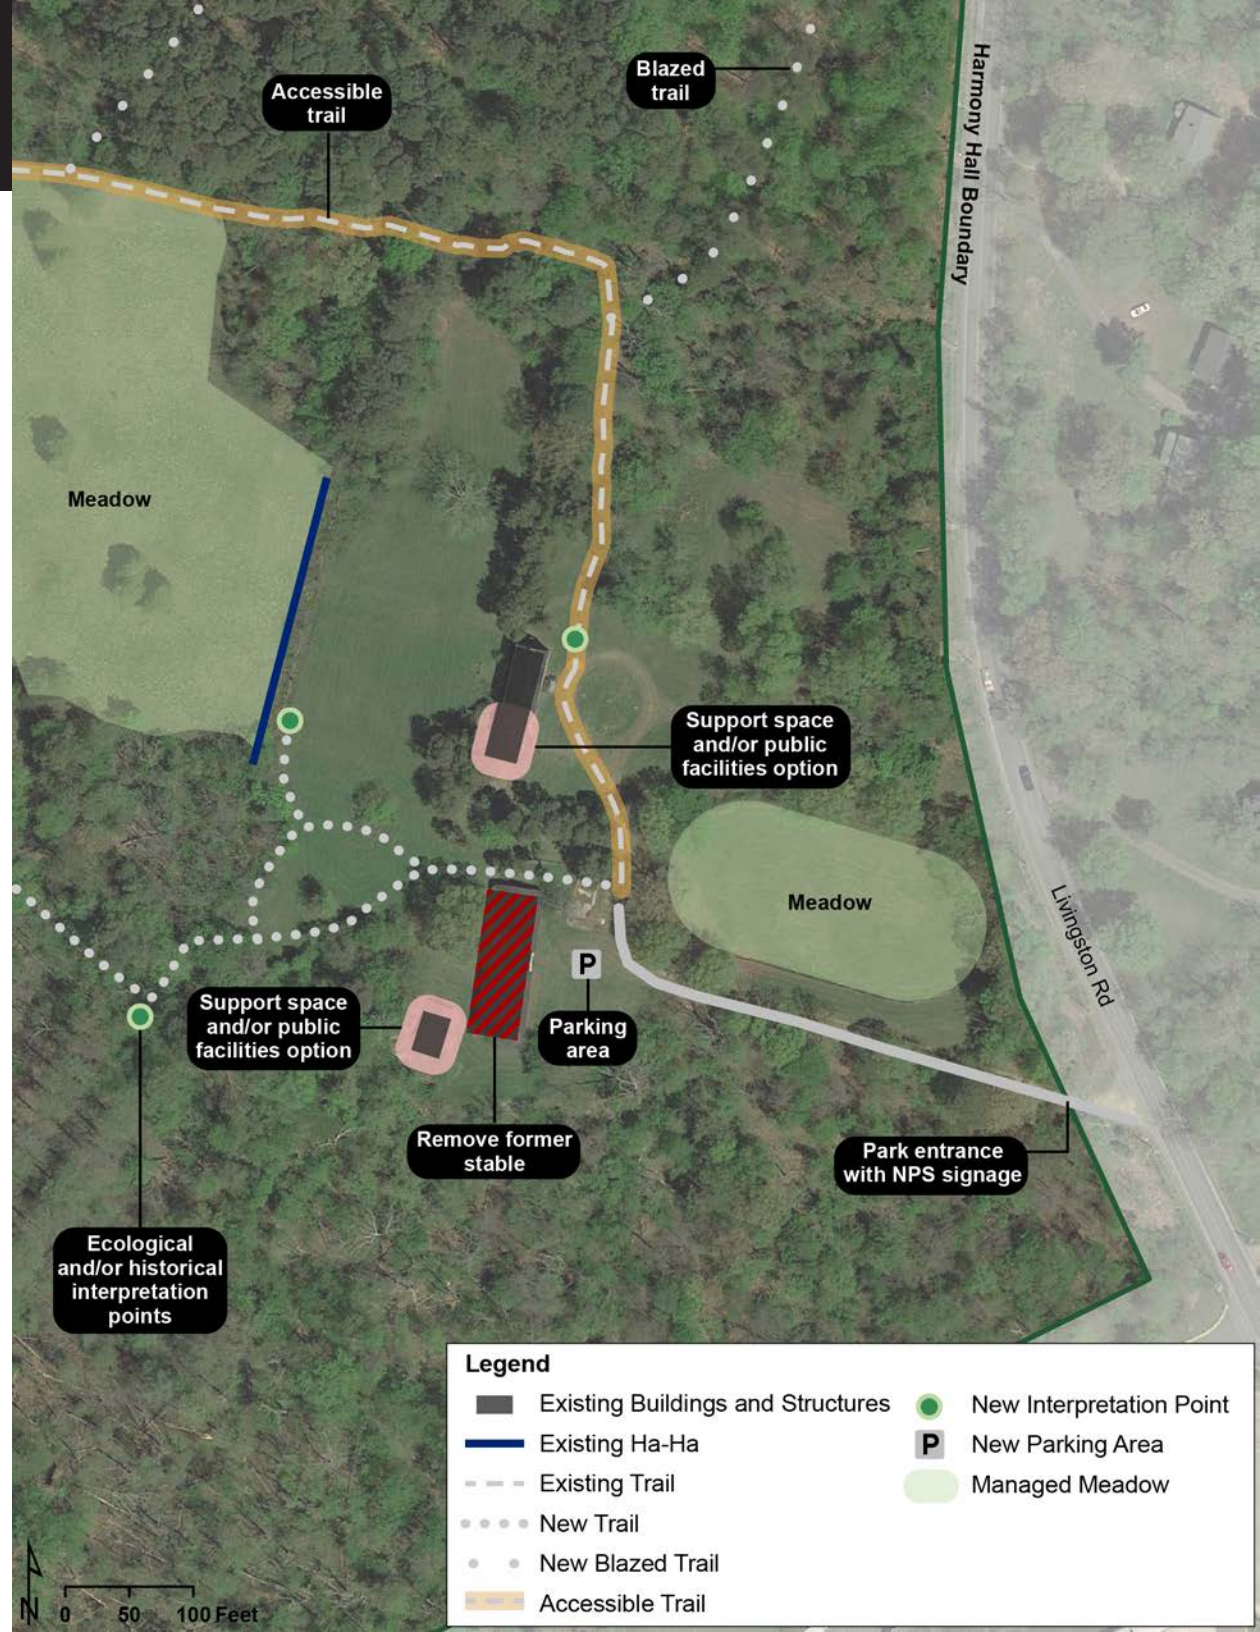 Accessible
trail
Blazed
trail
Harmony Hall Boundary
Meadow
Support space
and/or public
facilities option
Meadow
Livingston Rd
P
Support space
and/or public
facilities option
Parking
area
Remove former
stable
Park entrance
with NPS signage
Ecological
and/or historical
interpretation
points
Legend
Existing Buildings and Structures
Existing Ha-Ha
Existing Trail
New Trail
New Blazed Trail
Accessible Trail
New Interpretation Point
P New Parking Area
Managed Meadow
N 0 50 100 Feet